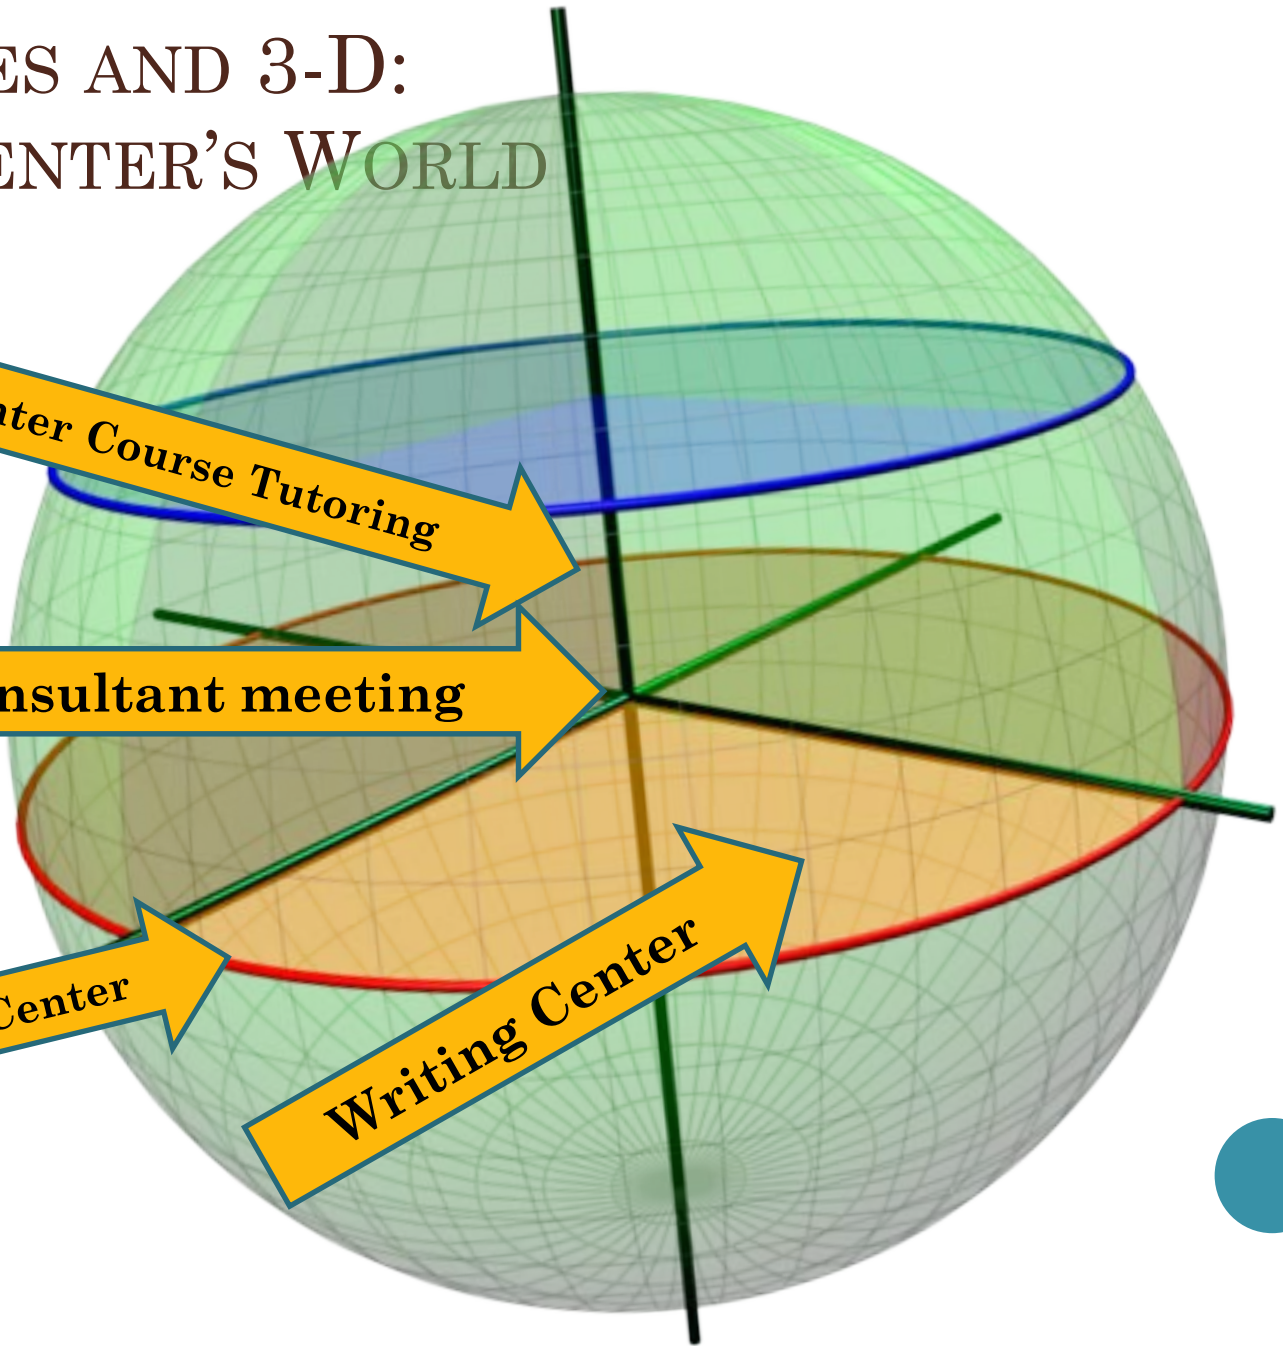 ES AND 3-D:
ENTER'S WORLD
nter Course Tutoring
nsultant meeting
Center
Writing Center